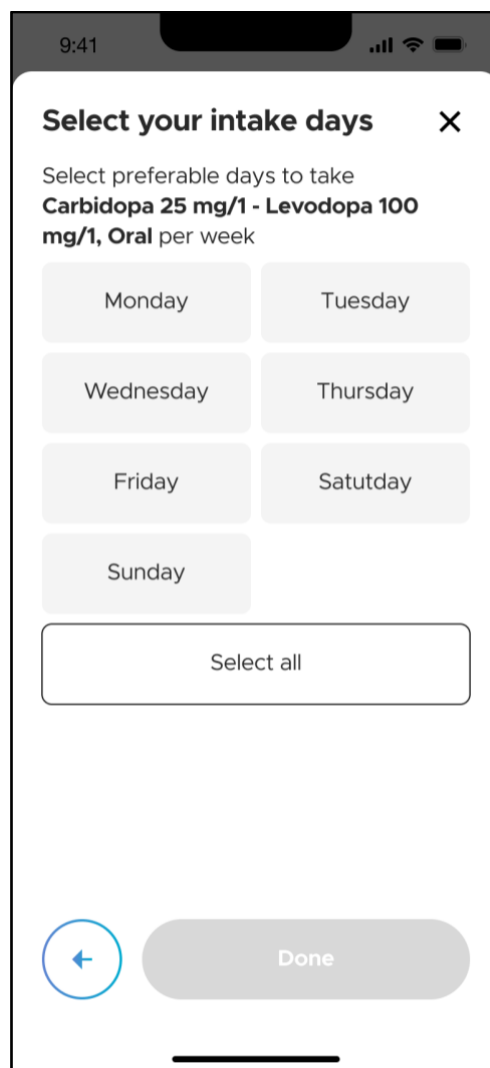 9:41
Select your intake days
Select preferable days to take
Carbidopa 25 mg/1 - Levodopa 100
mg/1, Oral per week
Monday
Tuesday
Wednesday
Thursday
Friday
Satutday
Sunday
Select all
Done